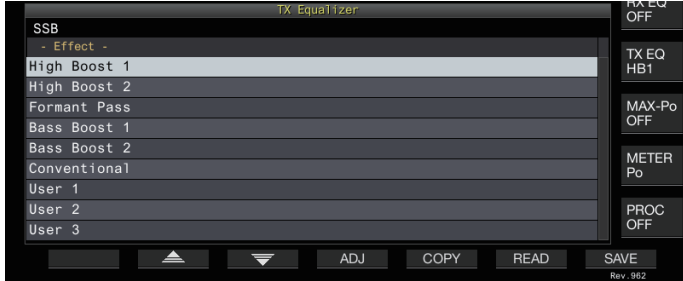 TX Equalizer
RX EQ
OFF
SSB
- Effect -
High Boost 1
High Boost 2
Formant Pass
Bass Boost 1
Bass Boost 2
Conventional
User 1
User 2
User 3
TX EQ
HB1
MAX-Po
OFF
METER
Po
PROC
OFF
ADJ
COPY
READ
SAVE
Rev.962